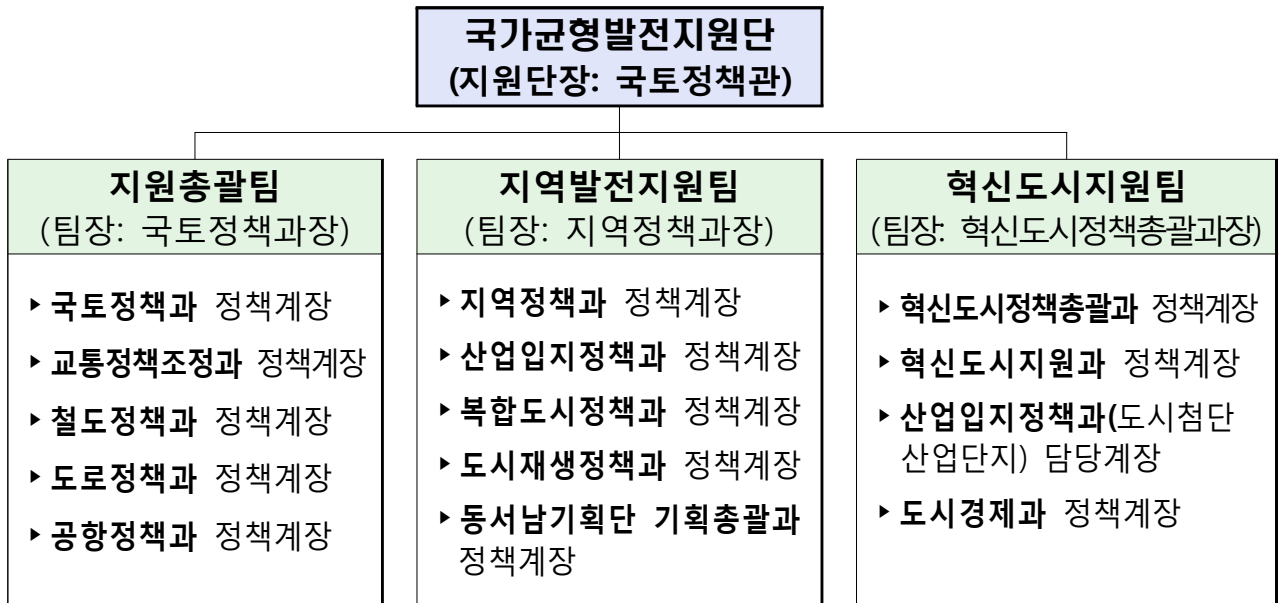 국가균형발전지원단
(지원단장: 국토정책관)
지원총괄팀
(팀장: 국토정책과장)
▸국토정책과 정책계장
▸교통정책조정과 정책계장
▸철도정책과 정책계장
▸도로정책과 정책계장
▸공항정책과 정책계장
지역발전지원팀
(팀장: 지역정책과장)
▸지역정책과 정책계장
▸산업입지정책과 정책계장
▸복합도시정책과 정책계장
▸도시재생정책과 정책계장
▸동서남기획단 기획총괄과
정책계장
혁신도시지원팀
(팀장: 혁신도시정책총괄과장)
▸혁신도시정책총괄과 정책계장
▸혁신도시지원과 정책계장
▸산업입지정책과(도시첨단
산업단지) 담당계장
▸도시경제과 정책계장